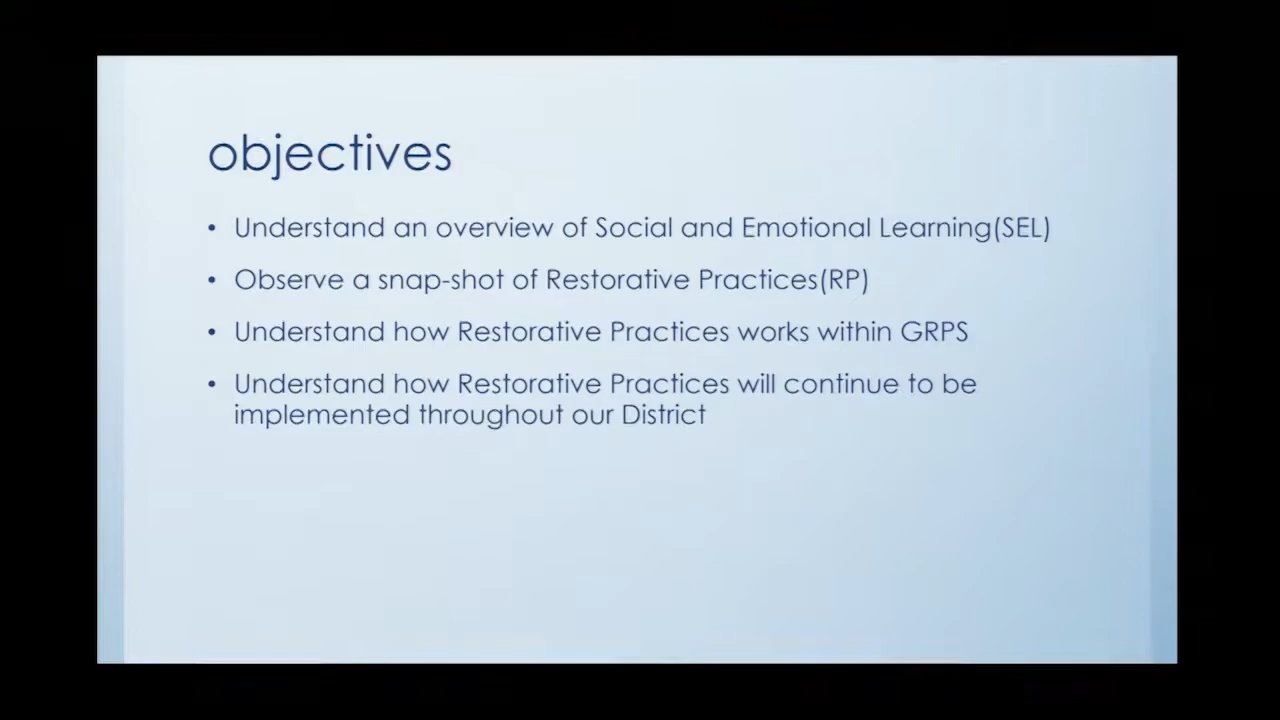 objectives
• Understand an overview of Social and Emotional Learning(SEL)
• Observe a snap-shot of Restorative Practices(RP)
• Understand how Restorative Practices works within GRPS
• Understand how Restorative Practices will continue to be
implemented throughout our District